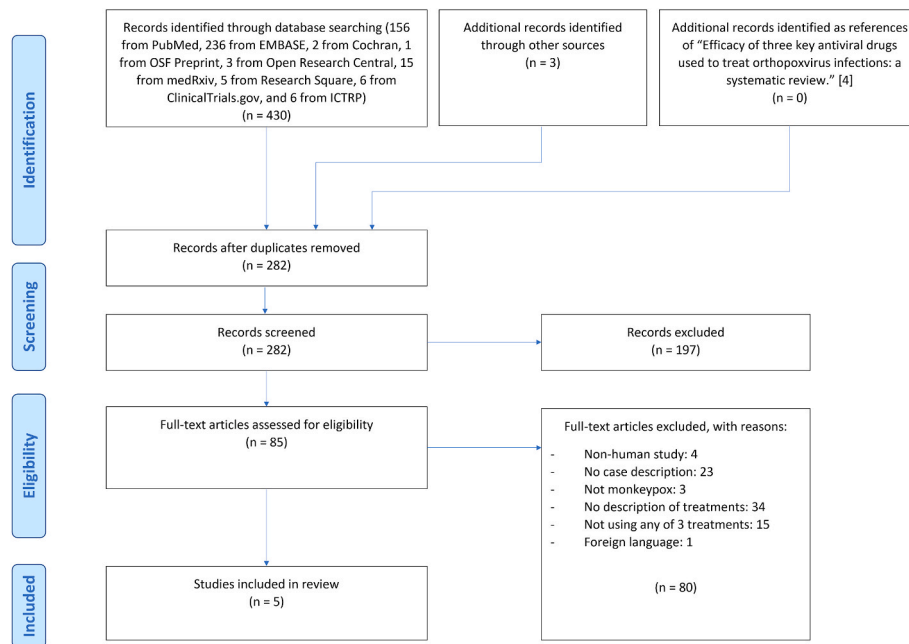 Identification
Records identified through database searching (156
from PubMed, 236 from EMBASE, 2 from Cochran, 1
from OSF Preprint, 3 from Open Research Central, 15
from medRxiv, 5 from Research Square, 6 from
ClinicalTrials.gov, and 6 from ICTRP)
(n = 430)
Additional records identified
through other sources
(n = 3)
Additional records identified as references
of “Efficacy of three key antiviral drugs
used to treat orthopoxvirus infections: a
systematic review.” [4]
(n = 0)
Records after duplicates removed
(n = 282)
Screening
Records screened
(n = 282)
Records excluded
(n = 197)
Eligibility
Full-text articles assessed for eligibility
(n = 85)
Full-text articles excluded, with reasons:
- Non-human study: 4
- No case description: 23
- Not monkeypox: 3
- No description of treatments: 34
- Not using any of 3 treatments: 15
- Foreign language: 1
(n = 80)
Included
Studies included in review
(n = 5)